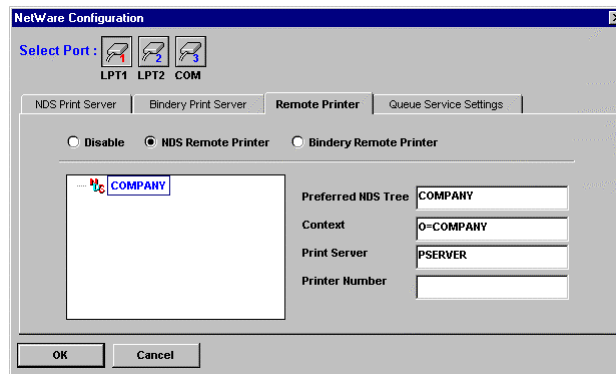 NetWare Configuration
Select Port :
1 2 3
LPT1 LPT2 COM
NDS Print Server Bindery Print Server Remote Printer Queue Service Settings
Disable NDS Remote Printer Bindery Remote Printer
COMPANY
Preferred NDS Tree COMPANY
Context O=COMPANY
Print Server PSERVER
Printer Number
OK Cancel